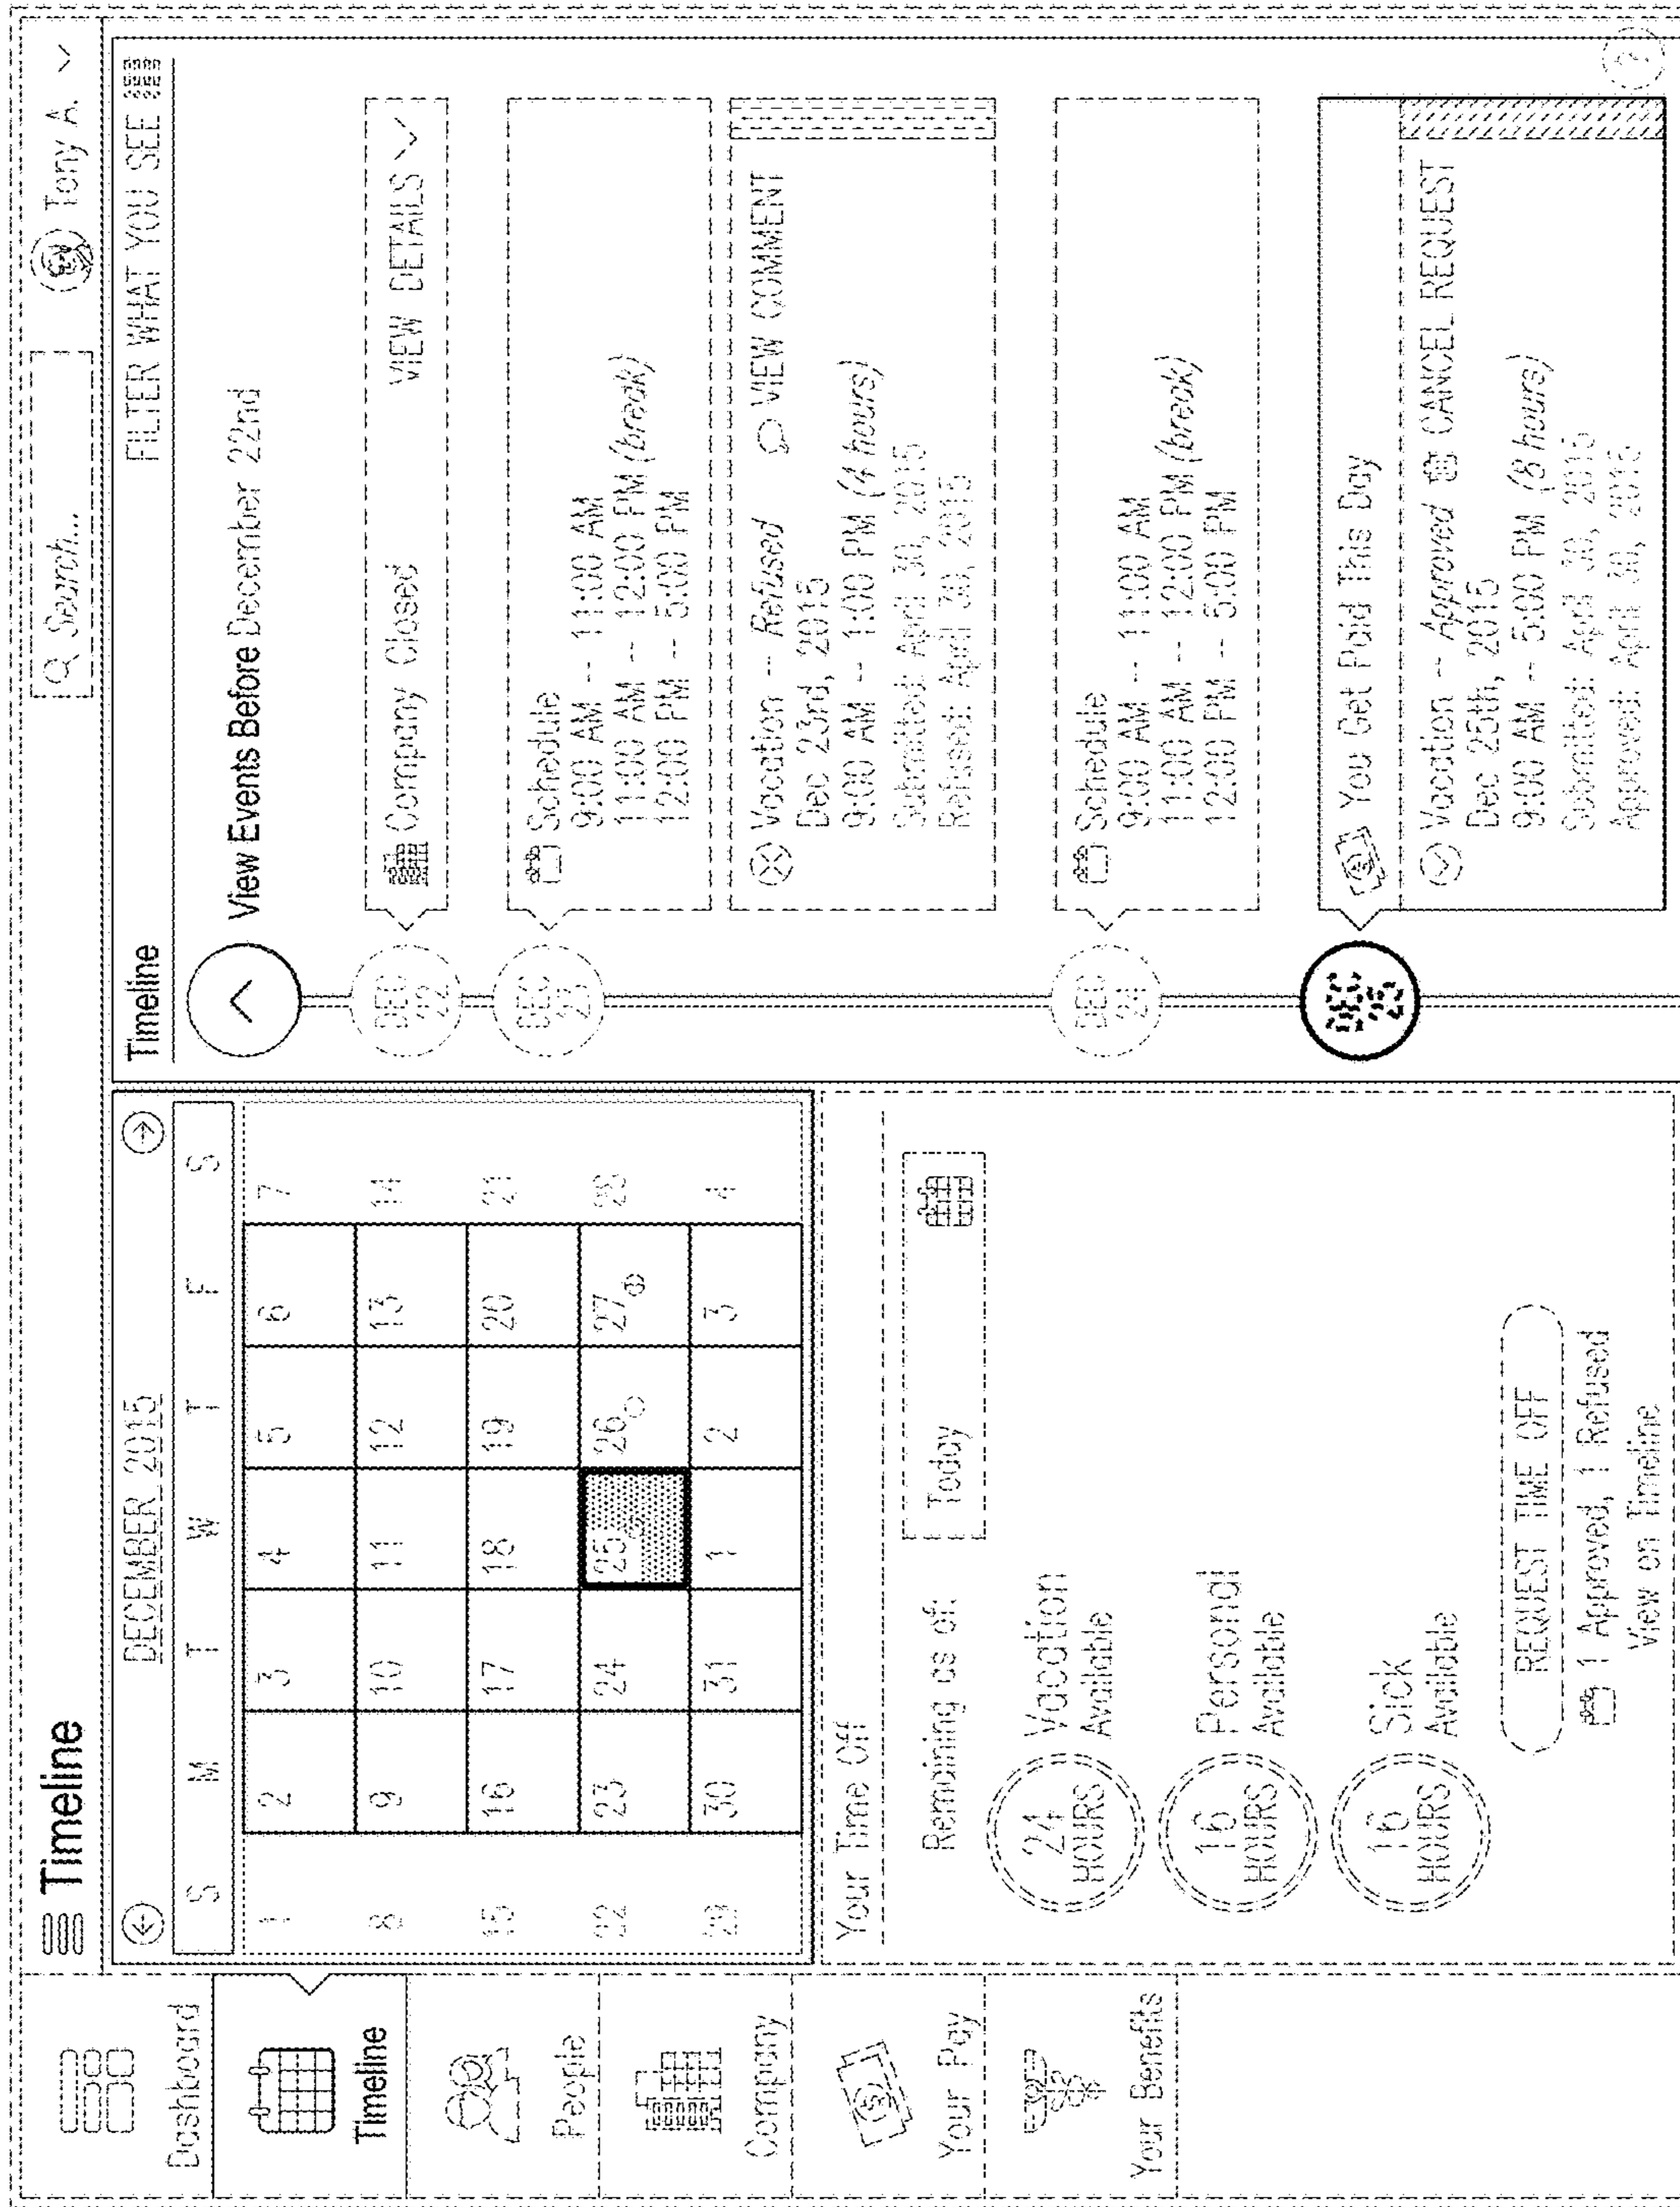 Timeline
Search...
Tony A.
Dashboard
Timeline
People
Company
Your Pay
Your Benefits
DECEMBER 2015
S M T W T F S
1 2 3 4 5 6 7
8 9 10 11 12 13 14
15 16 17 18 19 20 21
22 23 24 25 26 27 28
29 30 31 1 2 3 4
Your Time Off
Remaining as of: Today
24 HOURS
Vacation
Available
16 HOURS
Personal
Available
16 HOURS
Sick
Available
REQUEST TIME OFF
1 Approved, 1 Refused
View on Timeline
Timeline
FILTER WHAT YOU SEE
View Events Before December 22nd
DEC 22
Company Closed VIEW DETAILS
DEC 23
Schedule
9:00 AM -- 11:00 AM
11:00 AM -- 12:00 PM (break)
12:00 PM -- 5:00 PM
Vacation -- Refused VIEW COMMENT
Dec 23rd, 2015
9:00 AM -- 1:00 PM (4 hours)
Submitted: April 30, 2015
Refused: April 30, 2015
DEC 24
Schedule
9:00 AM -- 11:00 AM
11:00 AM -- 12:00 PM (break)
12:00 PM -- 5:00 PM
DEC 25
You Get Paid This Day
Vacation -- Approved CANCEL REQUEST
Dec 25th, 2015
9:00 AM -- 5:00 PM (8 hours)
Submitted: April 30, 2015
Approved: April 30, 2015
?